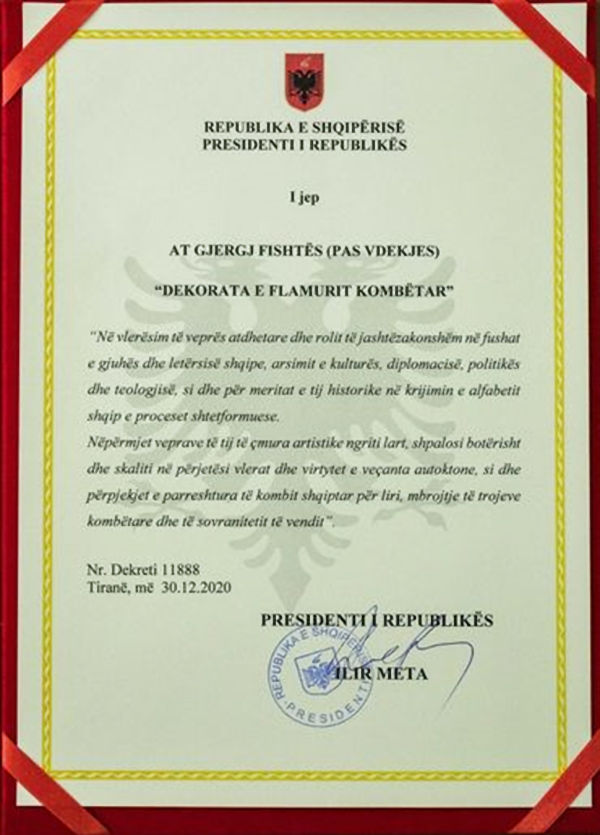 REPUBLIKA E SHQIPËRISË
PRESIDENTI I REPUBLIKËS
I jep
AT GJERGJ FISHTËS (PAS VDEKJES)
“DEKORATA E FLAMURIT KOMBËTAR”
“Në vlerësim të veprës atdhetare dhe rolit të jashtëzakonshëm në fushat
e gjuhës dhe letërsisë shqipe, arsimit e kulturës, diplomacisë, politikës
dhe teologjisë, si dhe për meritat e tij historike në krijimin e alfabetit
shqip e proceset shtetformuese.
Nëpërmjet veprave të tij të çmura artistike ngriti lart, shpalosi botërisht
dhe skaliti në përjetësi vlerat dhe virtytet e veçanta autoktone, si dhe
përpjekjet e parreshtura të kombit shqiptar për liri, mbrojtje të trojeve
kombëtare dhe të sovranitetit të vendit”.
Nr. Dekreti 11888
Tiranë, më 30.12.2020
PRESIDENTI I REPUBLIKËS
ILIR META
REPUBLIKA E SHQIPËRISË
PRESIDENTI